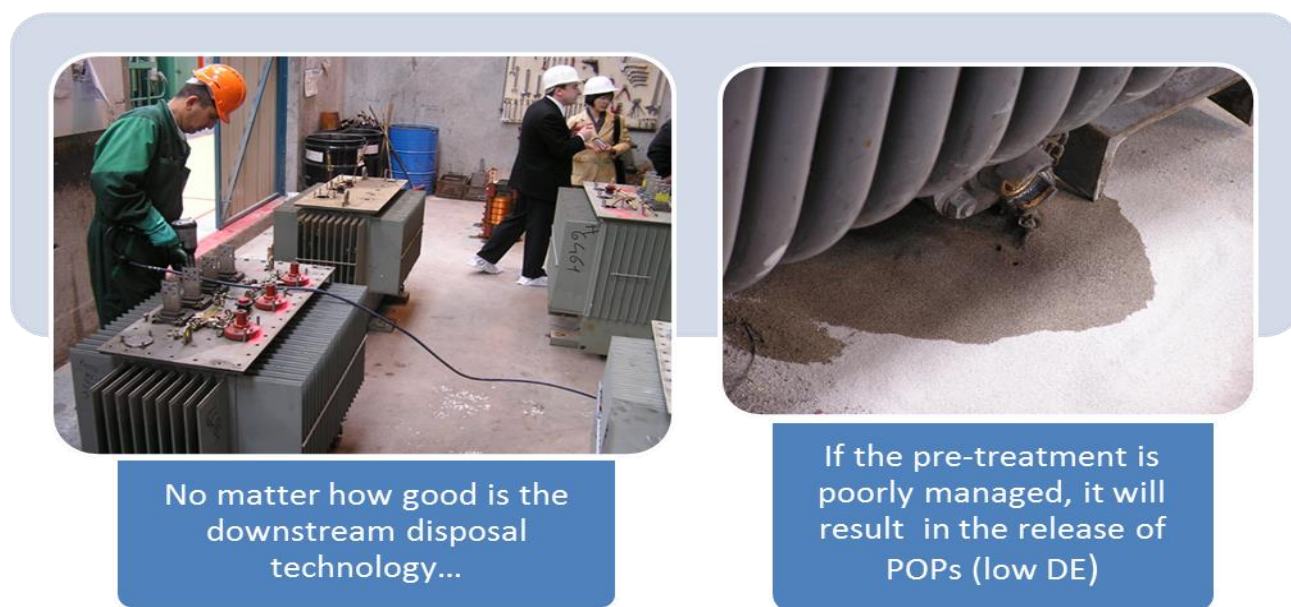 No matter how good is the
downstream disposal
technology…
If the pre-treatment is
poorly managed, it will
result in the release of
POPs (low DE)